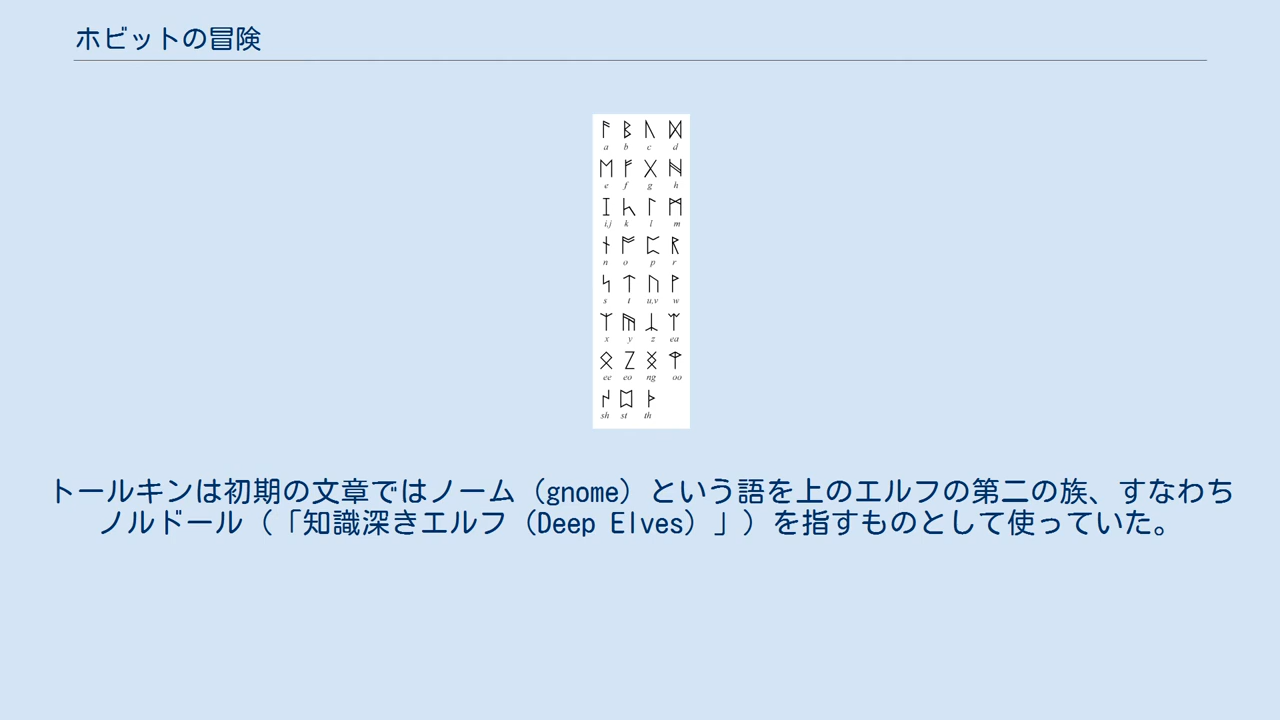 ホビットの冒険
ᚪ ᛒ ᚳ ᛞ
a b c d
ᛖ ᚠ ᚷ ᚻ
e f g h
ᛁ ᛱ ᛚ ᛗ
i,j k l m
ᚾ ᚩ ᛈ ᚱ
n o p r
ᛋ ᛏ ᚢ ᚹ
s t u,v w
ᛉ ᚣ ᛣ ᛠ
x y z ea
ᛟ ᛇ ᛝ ᛳ
ee eo ng oo
ᛲ ᛥ ᚦ
sh st th
トールキンは初期の文章ではノーム（gnome）という語を上のエルフの第二の族、すなわち
ノルドール（「知識深きエルフ（Deep Elves）」）を指すものとして使っていた。